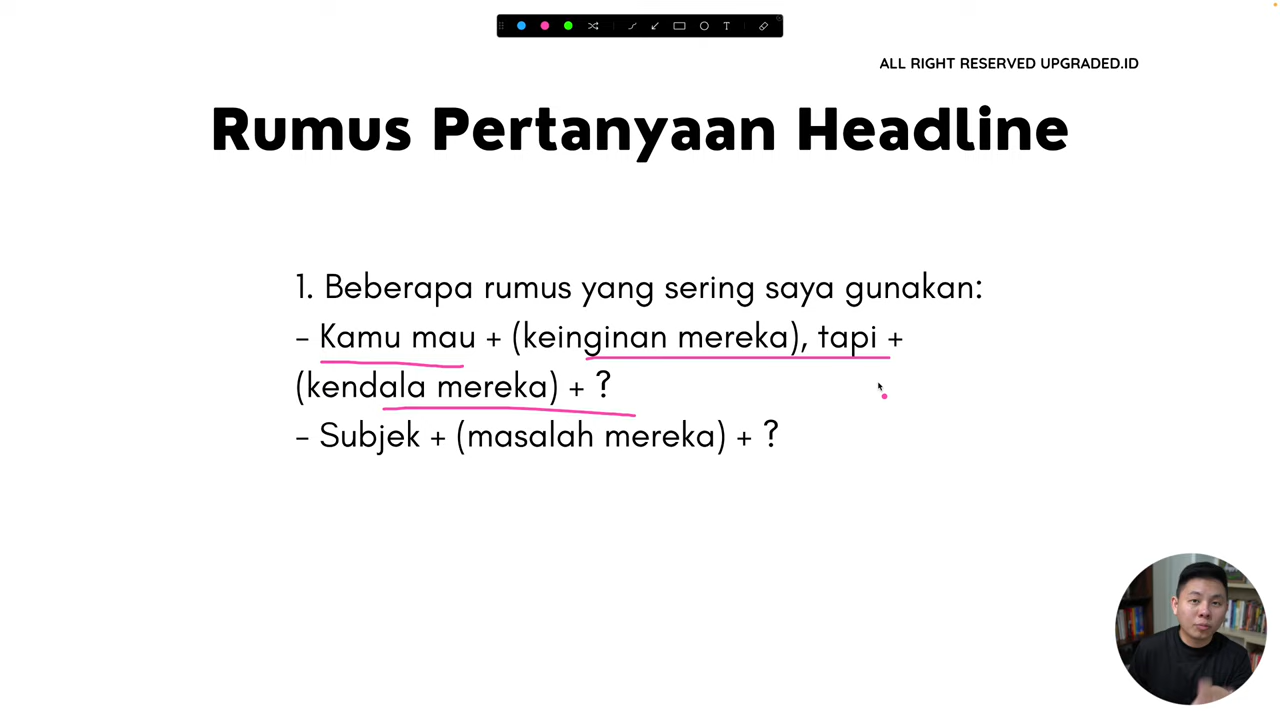 T
ALL RIGHT RESERVED UPGRADED.ID
Rumus Pertanyaan Headline
1. Beberapa rumus yang sering saya gunakan:
- Kamu mau + (keinginan mereka), tapi +
(kendala mereka) + ?
- Subjek + (masalah mereka) + ?